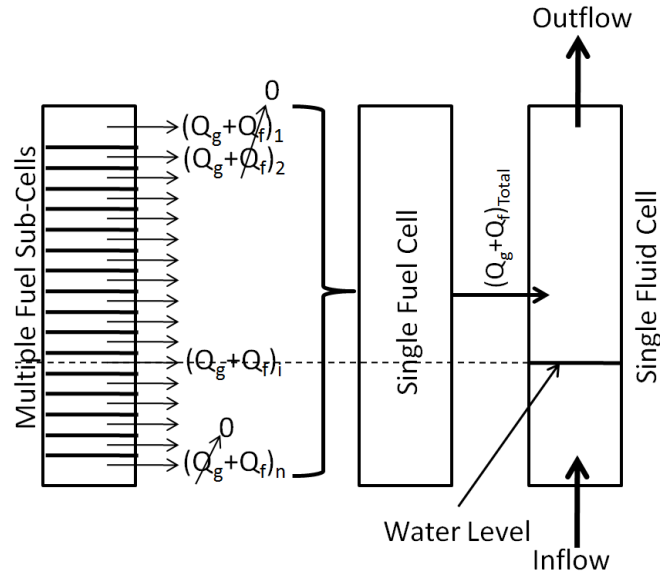 Outflow
0
(Qg+Qf)1
(Qg+Qf)2
Multiple Fuel Sub-Cells
(Qg+Qf)i
0
(Qg+Qf)n
Single Fuel Cell
(Qg+Qf)Total
Single Fluid Cell
Water Level
Inflow